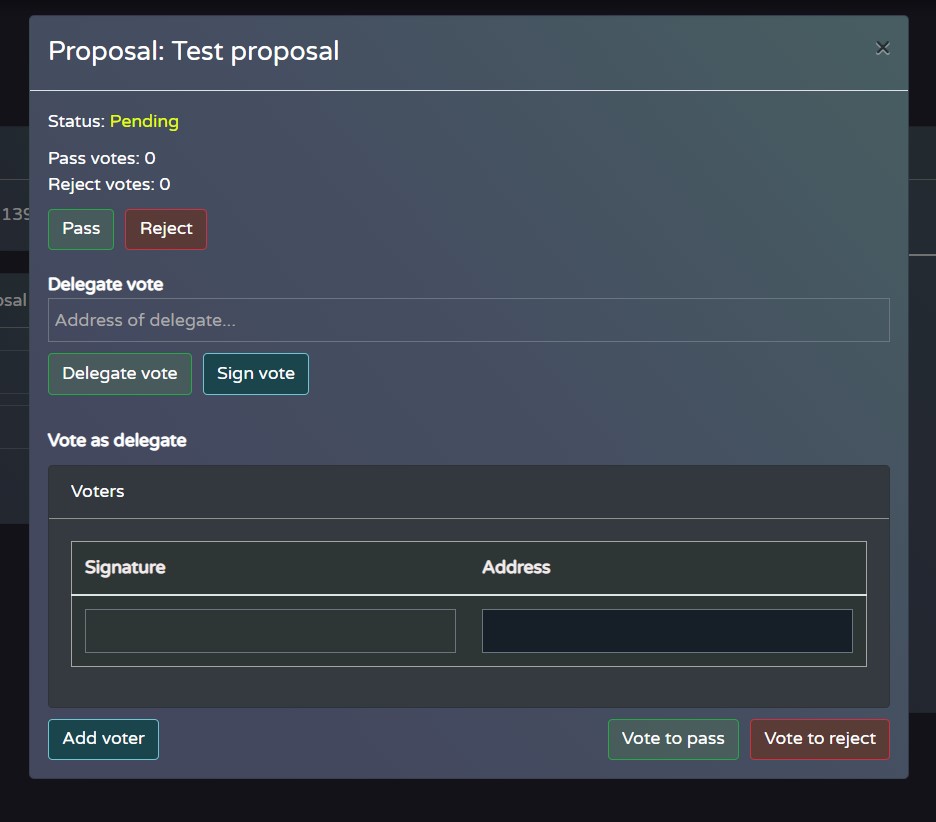 Proposal: Test proposal
×
Status: Pending
Pass votes: 0
Reject votes: 0
139
Pass Reject
Delegate vote
osal
Address of delegate...
Delegate vote Sign vote
Vote as delegate
Voters
Signature Address
Add voter Vote to pass Vote to reject